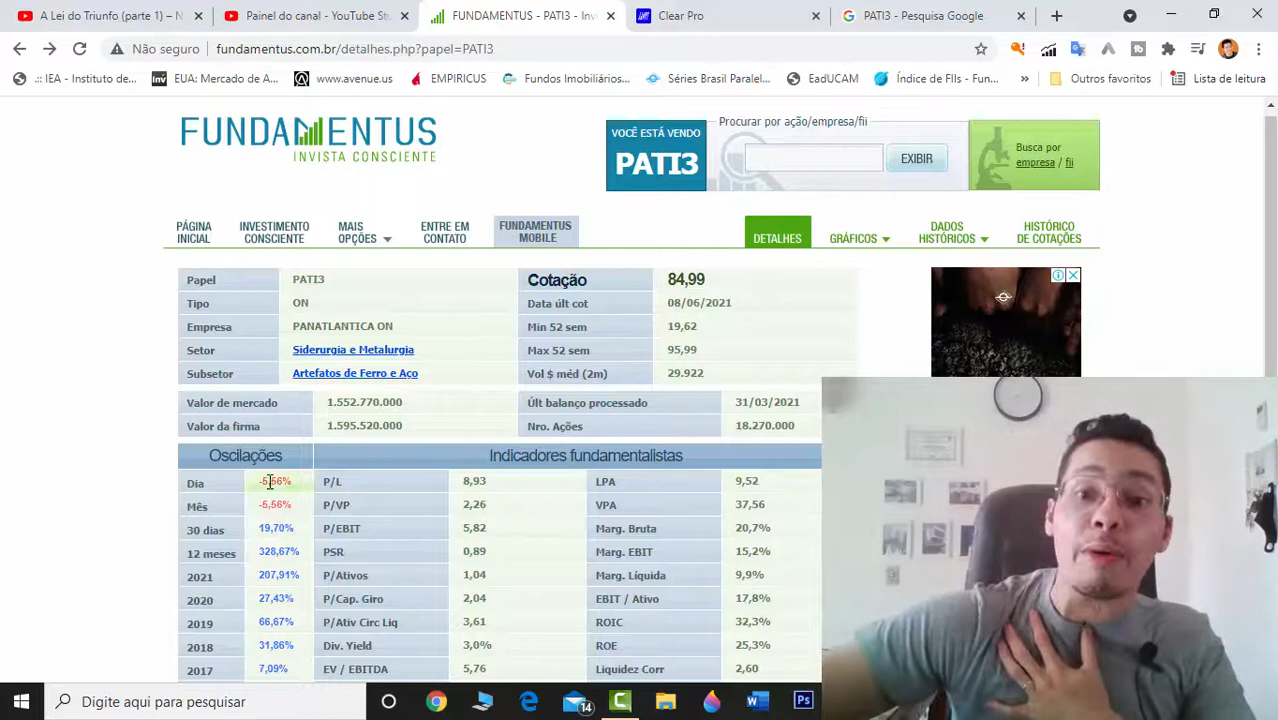 A Lei do Triunfo (parte 1) – N
Painel do canal - YouTube St
FUNDAMENTUS - PATI3 - Inv
Clear Pro
PATI3 - Pesquisa Google
Não seguro
fundamentus.com.br/detalhes.php?papel=PATI3
.:: IEA - Instituto de...
Inv
EUA: Mercado de A...
www.avenue.us
EMPIRICUS
Fundos Imobiliários...
Séries Brasil Paralel...
EadUCAM
Índice de FIIs - Fun...
Outros favoritos
Lista de leitura
FUNDAMENTUS
INVISTA CONSCIENTE
VOCÊ ESTÁ VENDO
PATI3
Procurar por ação/empresa/fii
EXIBIR
Busca por
empresa / fii
PÁGINA INICIAL
INVESTIMENTO CONSCIENTE
MAIS OPÇÕES
ENTRE EM CONTATO
FUNDAMENTUS MOBILE
DETALHES
GRÁFICOS
DADOS HISTÓRICOS
HISTÓRICO DE COTAÇÕES
Papel PATI3 Cotação 84,99
Tipo ON Data últ cot 08/06/2021
Empresa PANATLANTICA ON Min 52 sem 19,62
Setor Siderurgia e Metalurgia Max 52 sem 95,99
Subsetor Artefatos de Ferro e Aço Vol $ méd (2m) 29.922
Valor de mercado 1.552.770.000 Últ balanço processado 31/03/2021
Valor da firma 1.595.520.000 Nro. Ações 18.270.000
Oscilações Indicadores fundamentalistas
Dia -5,56% P/L 8,93 LPA 9,52
Mês -5,56% P/VP 2,26 VPA 37,56
30 dias 19,70% P/EBIT 5,82 Marg. Bruta 20,7%
12 meses 328,67% PSR 0,89 Marg. EBIT 15,2%
2021 207,91% P/Ativos 1,04 Marg. Líquida 9,9%
2020 27,43% P/Cap. Giro 2,04 EBIT / Ativo 17,8%
2019 66,67% P/Ativ Circ Liq 3,61 ROIC 32,3%
2018 31,86% Div. Yield 3,0% ROE 25,3%
2017 7,09% EV / EBITDA 5,76 Liquidez Corr 2,60
Digite aqui para pesquisar
14
W
Ps